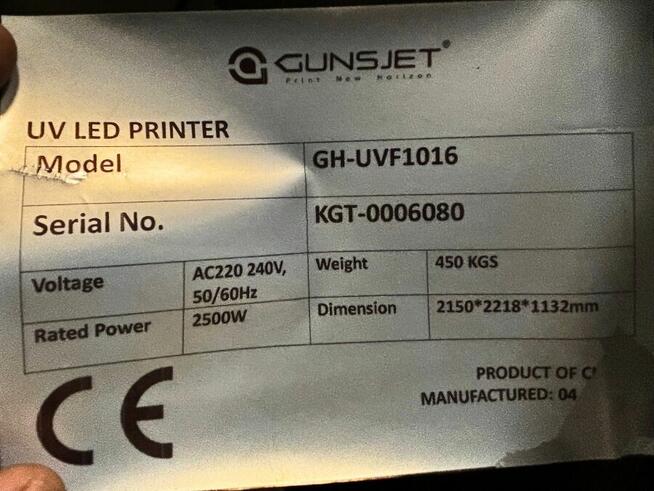 GUNSJET®
Print New Horizon
UV LED PRINTER
Model GH-UVF1016
Serial No. KGT-0006080
Voltage AC220 240V, 50/60Hz
Weight 450 KGS
Rated Power 2500W
Dimension 2150*2218*1132mm
PRODUCT OF
MANUFACTURED: 04
CE